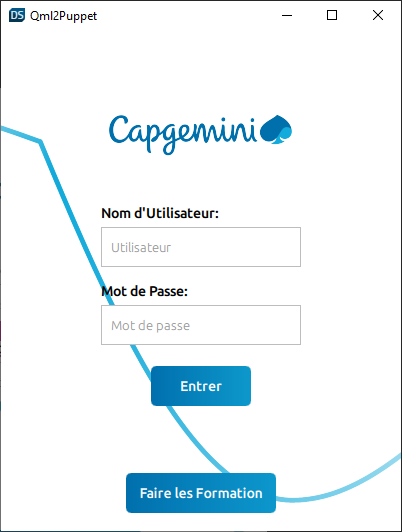 DS Qml2Puppet
Capgemini
Nom d'Utilisateur:
Utilisateur
Mot de Passe:
Mot de passe
Entrer
Faire les Formation